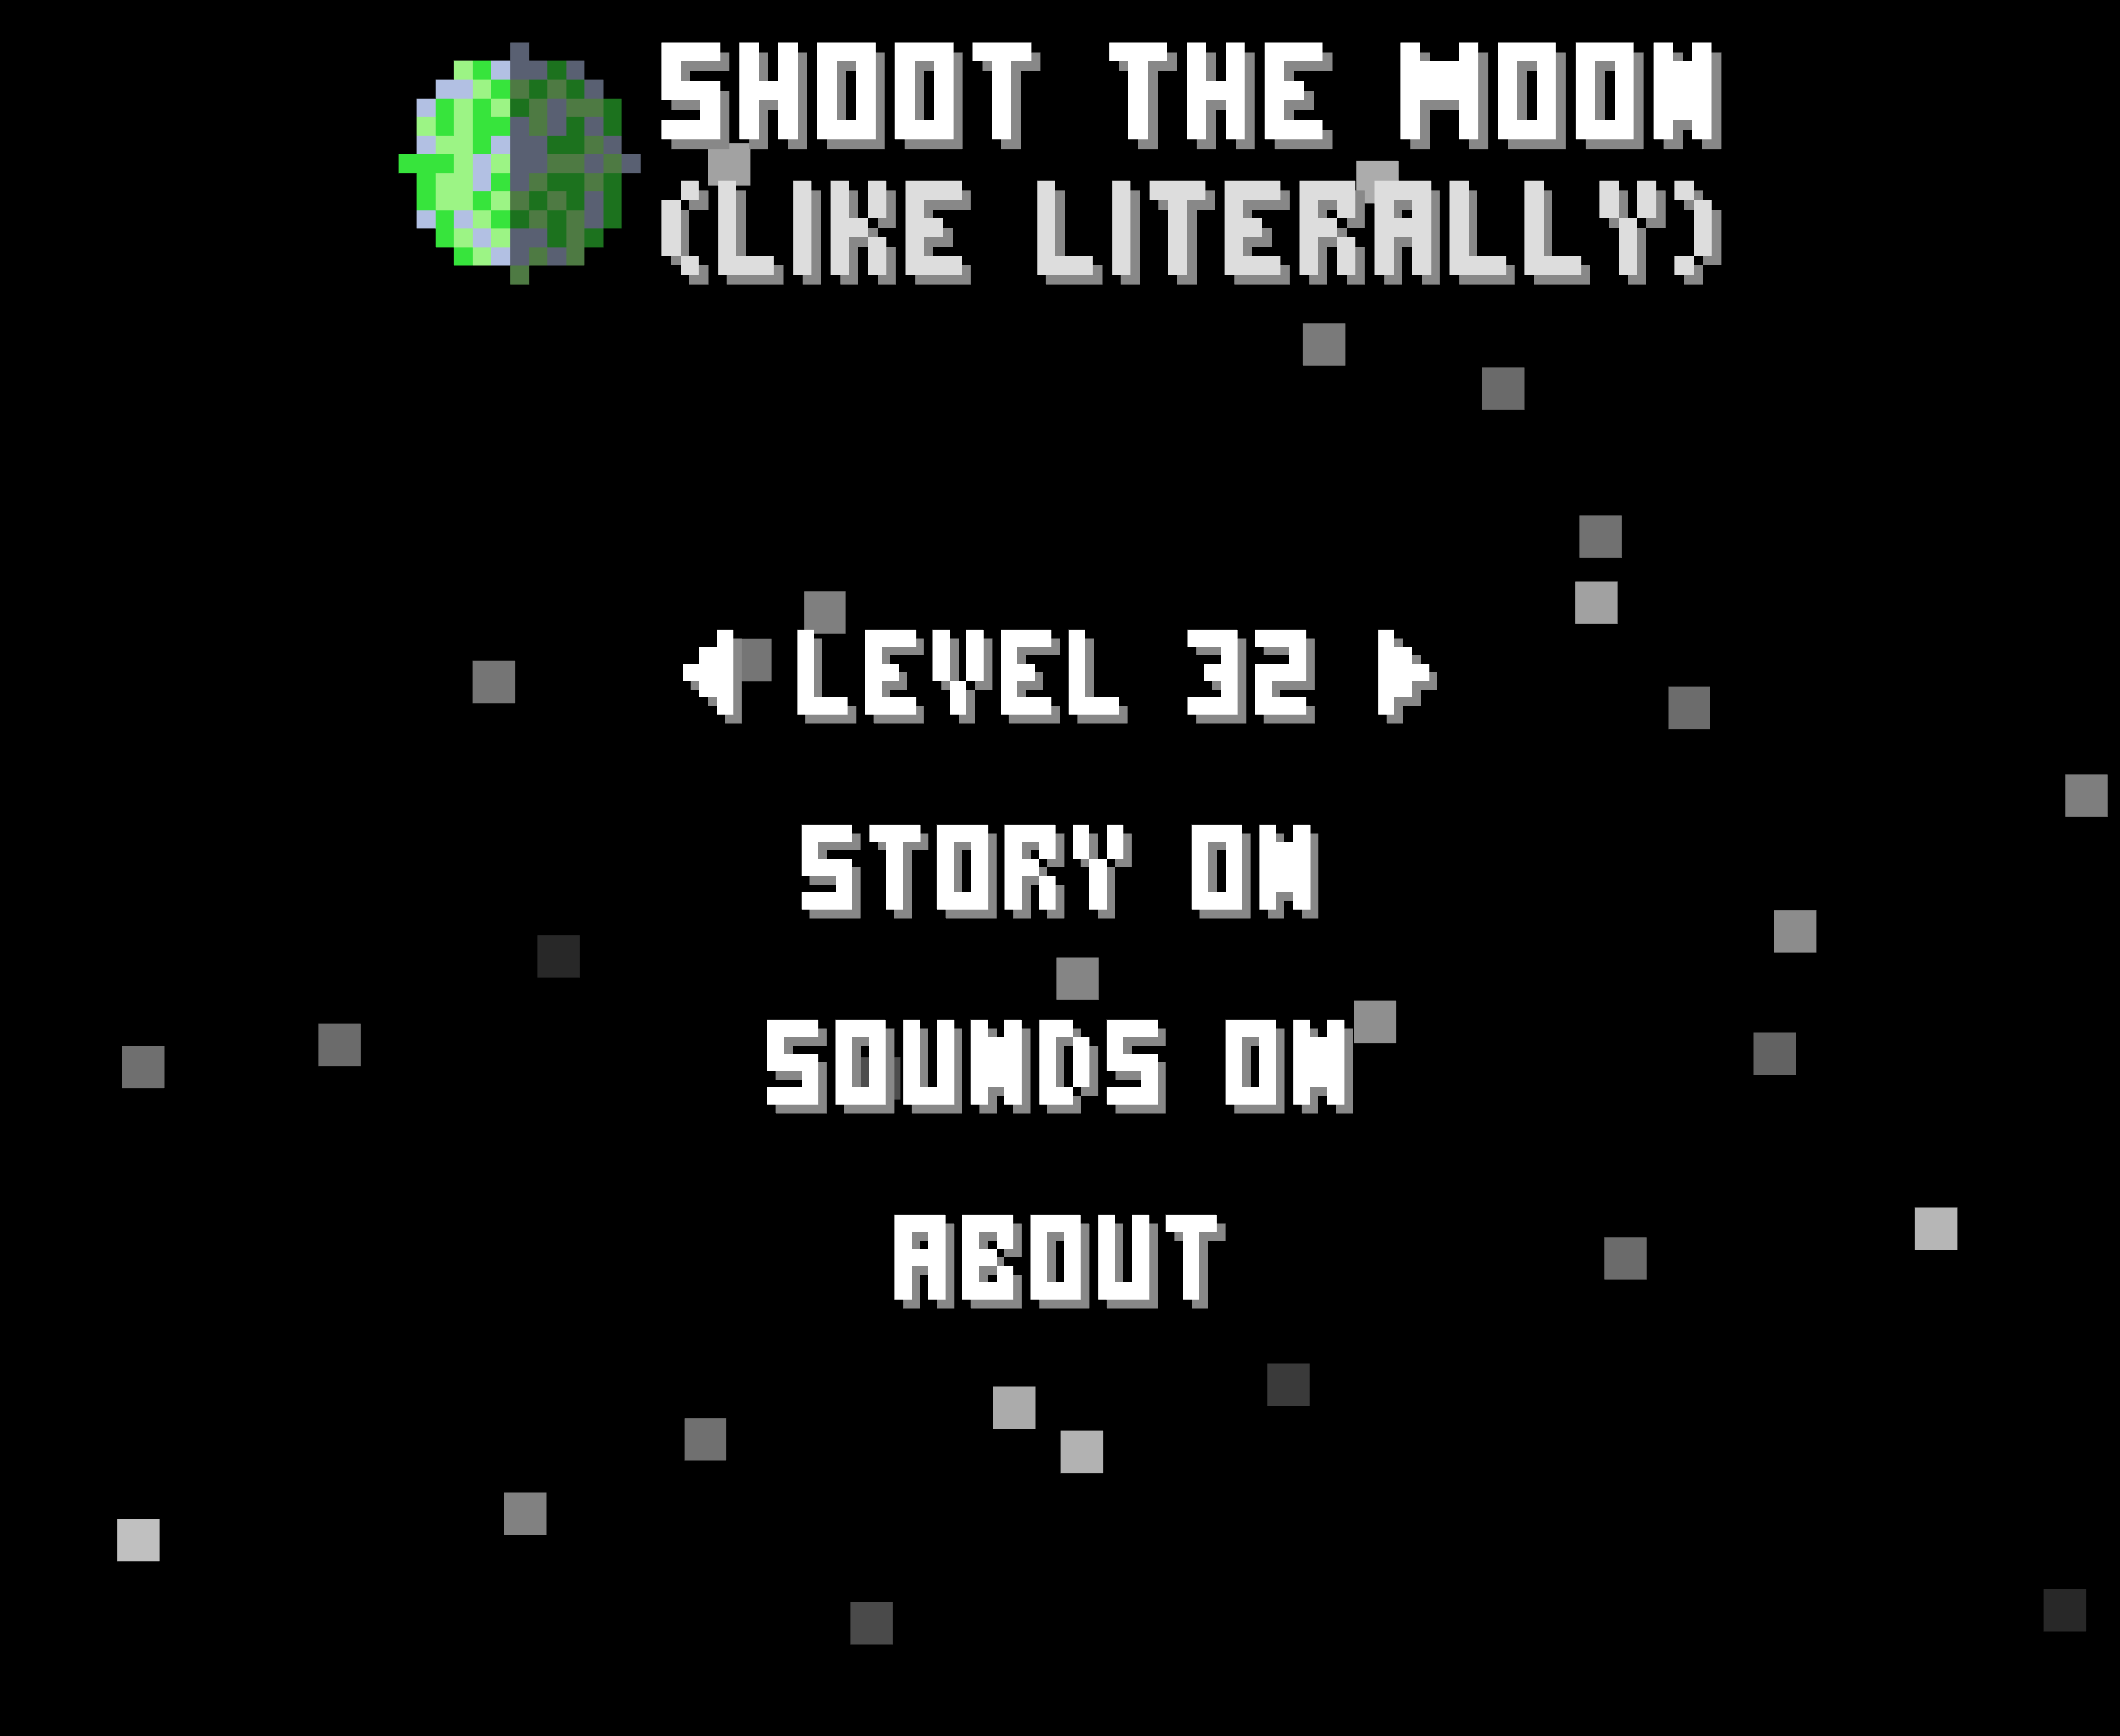 SHOOT THE MOON
(LIKE LITERALLY)
LEVEL 32
STORY ON
SOUNDS ON
ABOUT